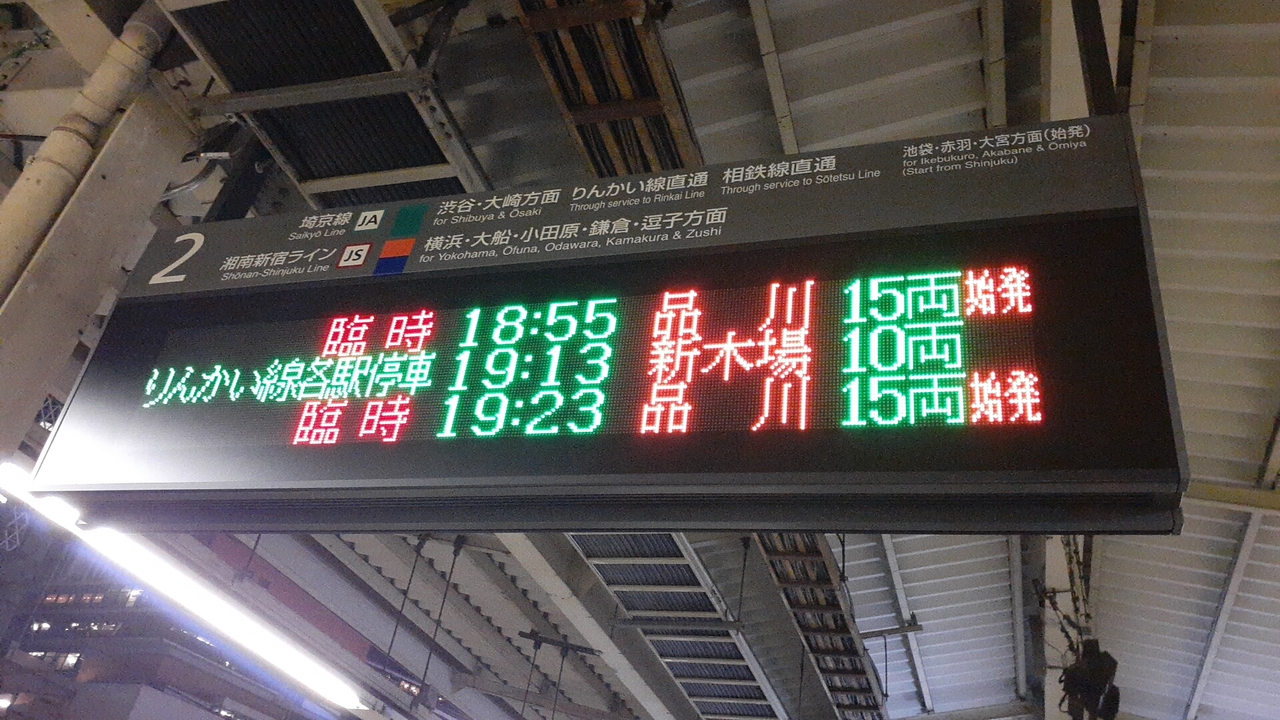 2
埼京線 JA 渋谷・大崎方面 りんかい線直通 相鉄線直通 池袋・赤羽・大宮方面(始発)
Saikyō Line for Shibuya & Ōsaki Through service to Rinkai Line Through service to Sōtetsu Line for Ikebukuro, Akabane & Ōmiya
(Start from Shinjuku)
湘南新宿ライン JS 横浜・大船・小田原・鎌倉・逗子方面
Shōnan-Shinjuku Line for Yokohama, Ōfuna, Odawara, Kamakura & Zushi
臨時 18:55 品川 15両 始発
りんかい線各駅停車 19:13 新木場 10両
臨時 19:23 品川 15両 始発